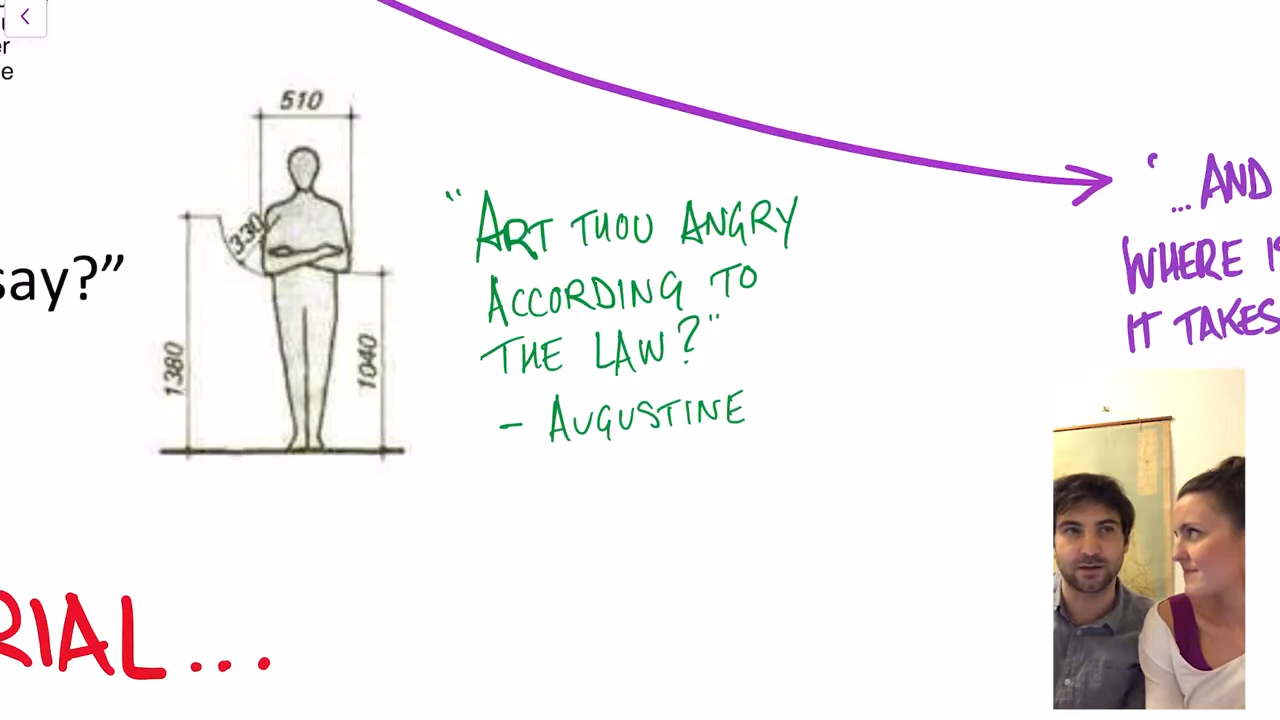 er
e
510
330
1380
1040
say?”
“ART THOU ANGRY
ACCORDING TO
THE LAW?”
- AUGUSTINE
‘...AND
WHERE IS
IT TAKES
RIAL...